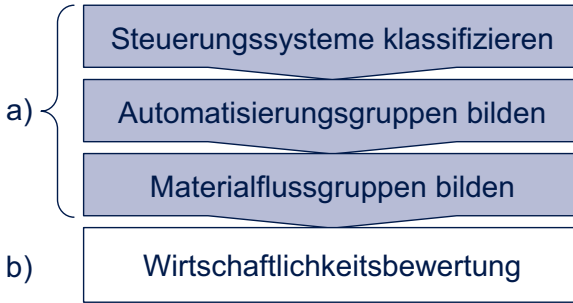 Steuerungssysteme klassifizieren
a)
Automatisierungsgruppen bilden
Materialflussgruppen bilden
b)
Wirtschaftlichkeitsbewertung